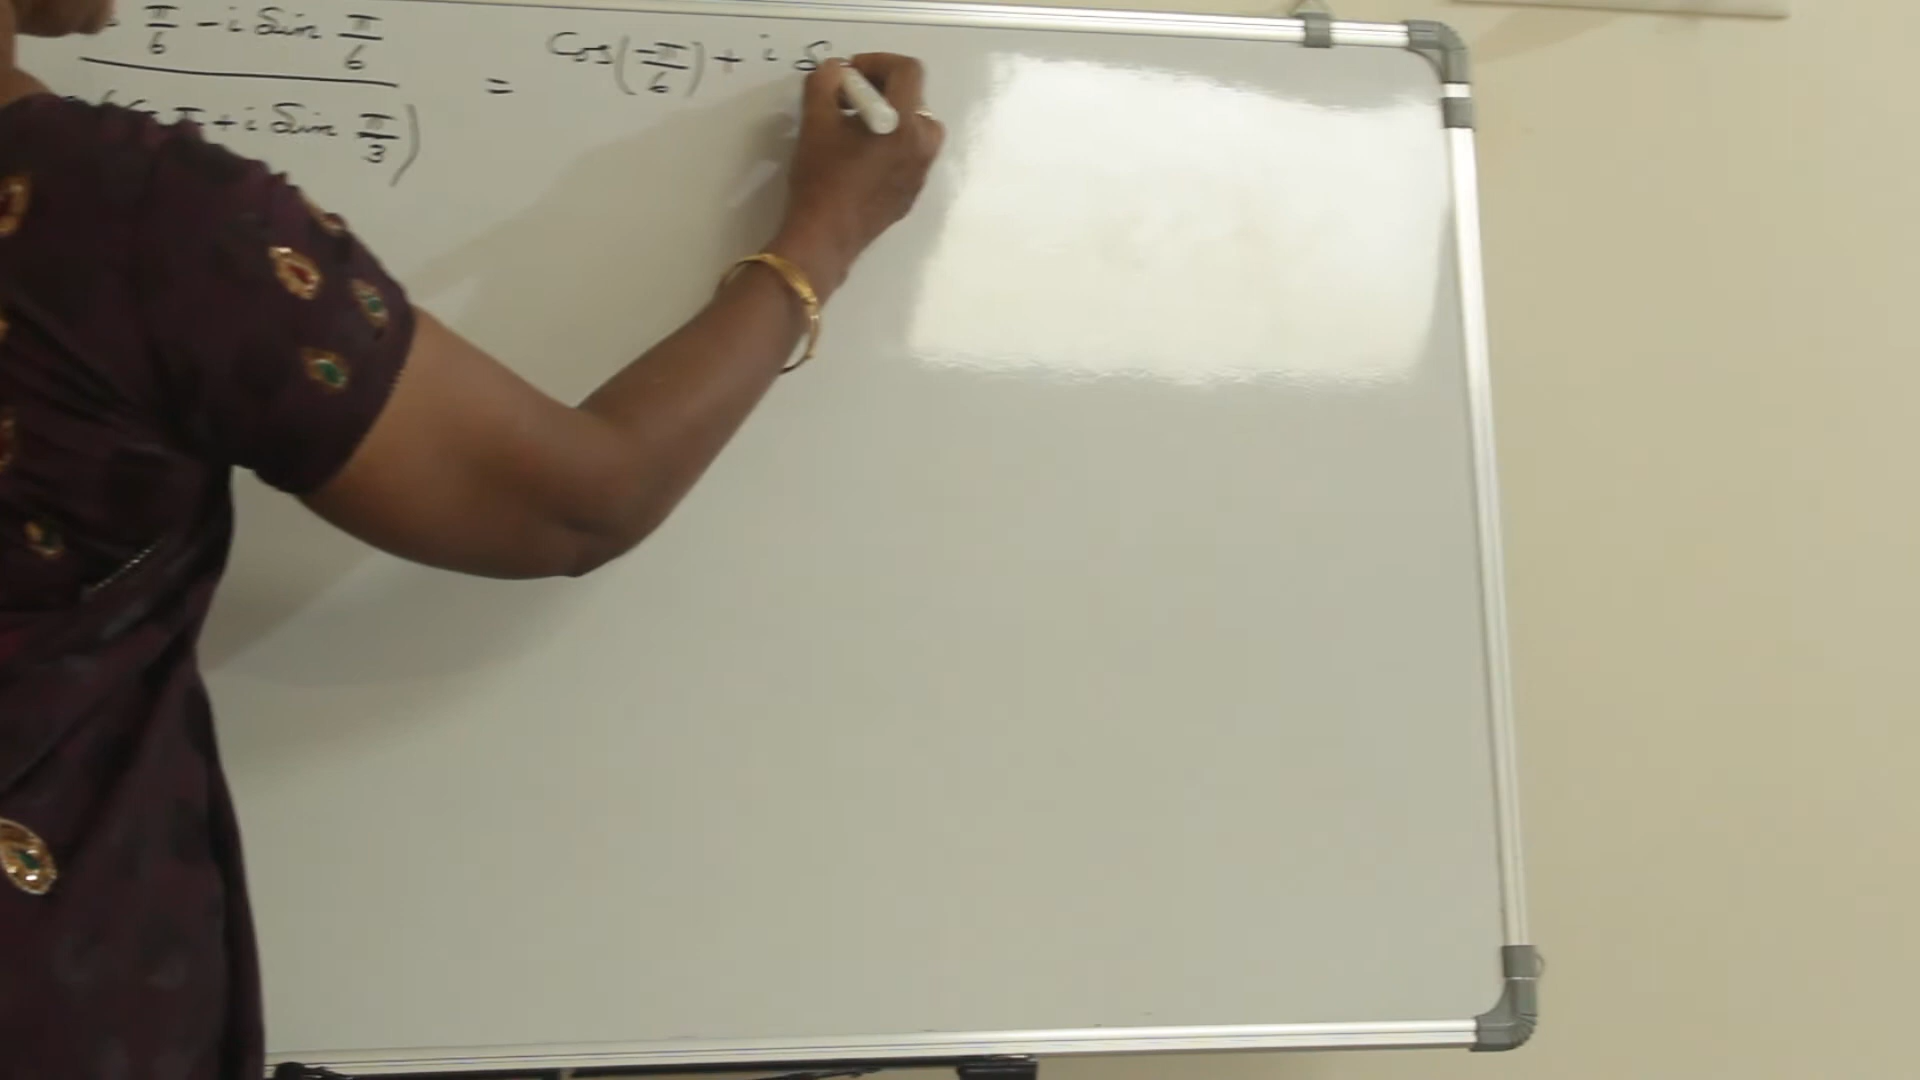 π/6 - i Sin π/6 = Cos(-π/6) + i
π + i Sin π/3)